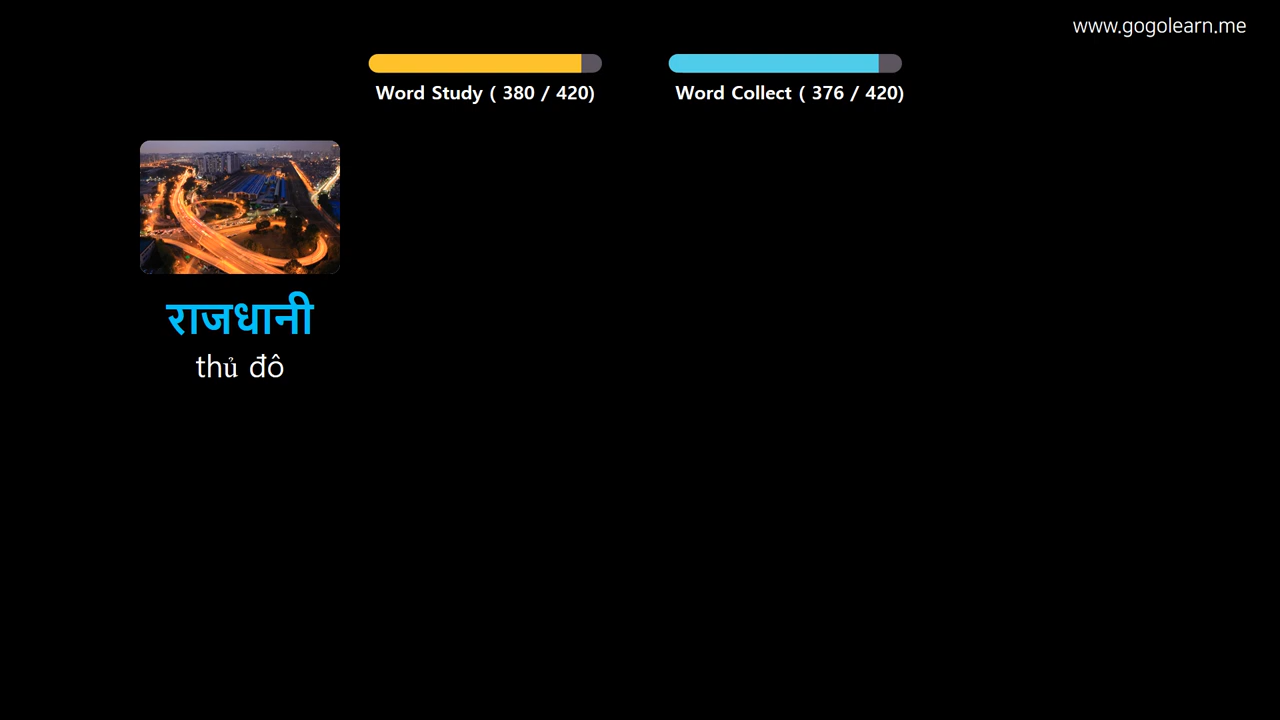 www.gogolearn.me
Word Study ( 380 / 420)
Word Collect ( 376 / 420)
राजधानी
thủ đô